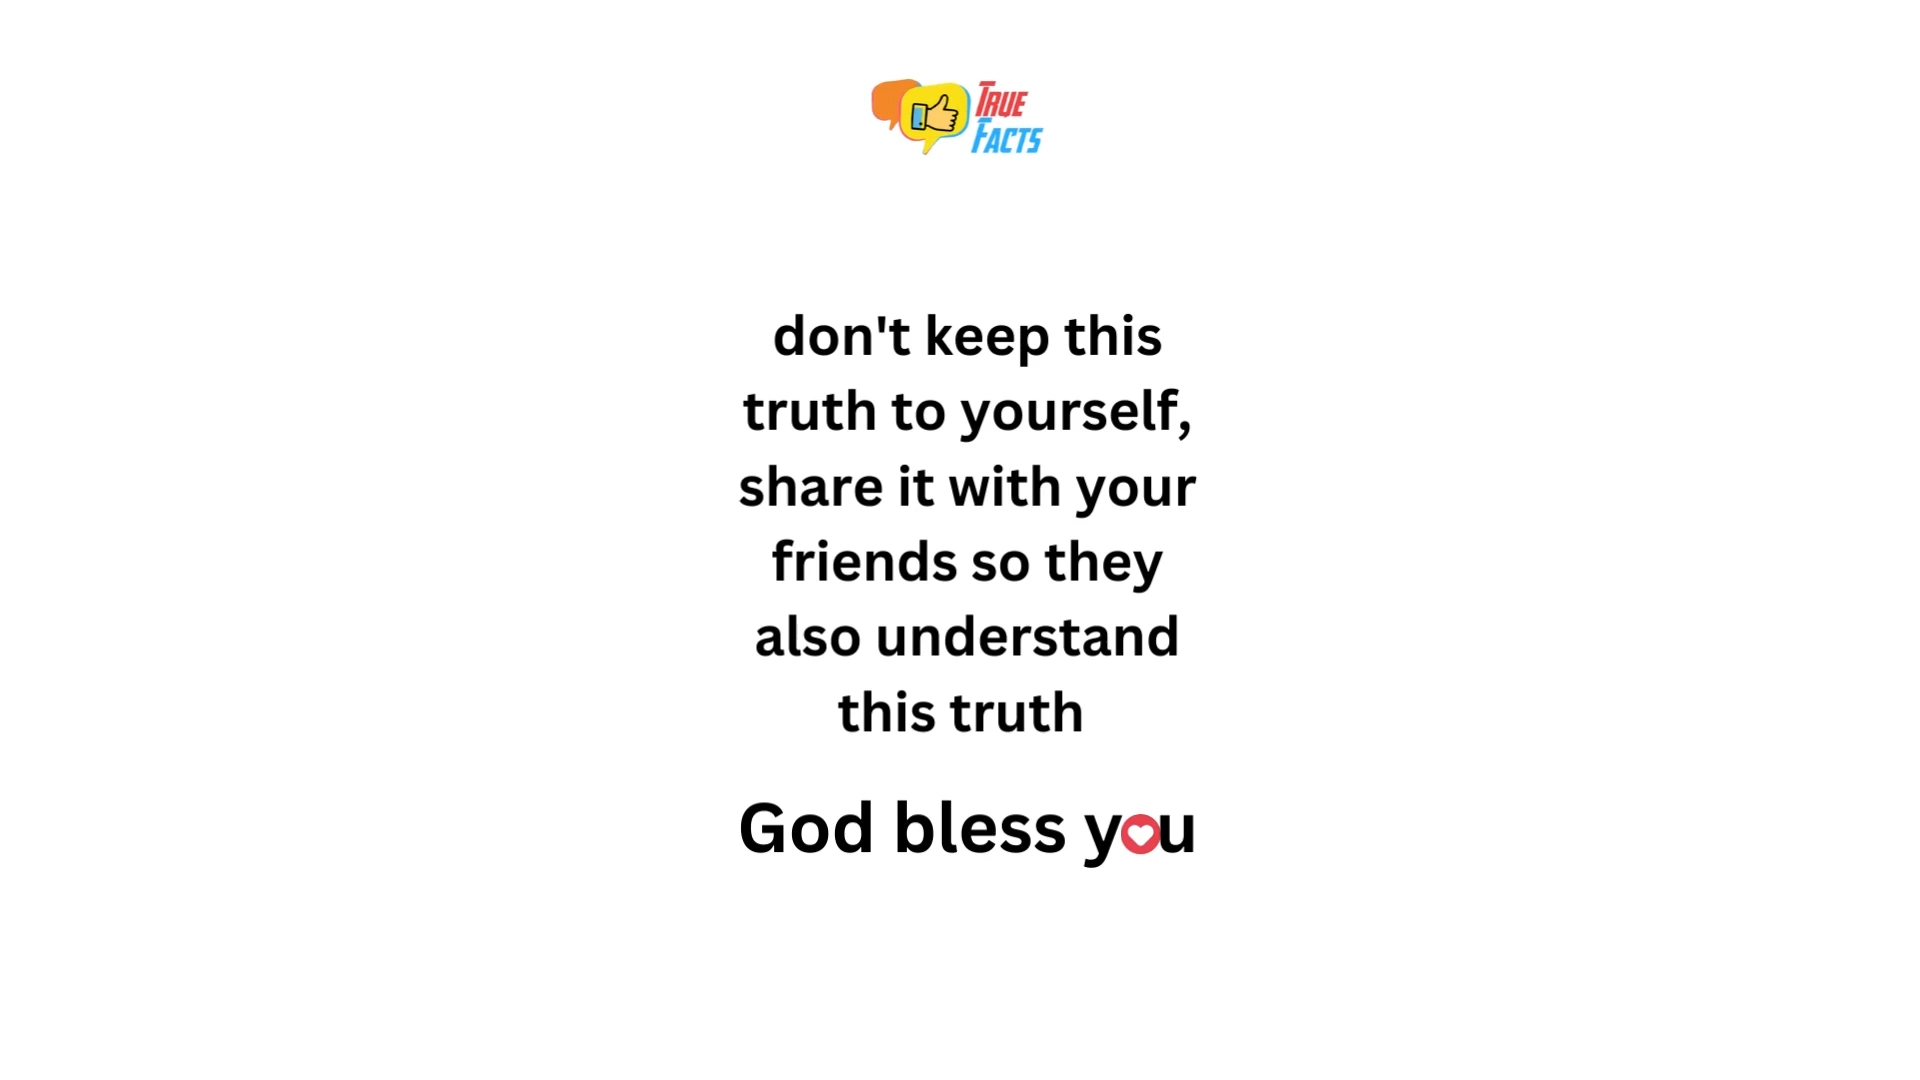 True
Facts
don't keep this
truth to yourself,
share it with your
friends so they
also understand
this truth
God bless you